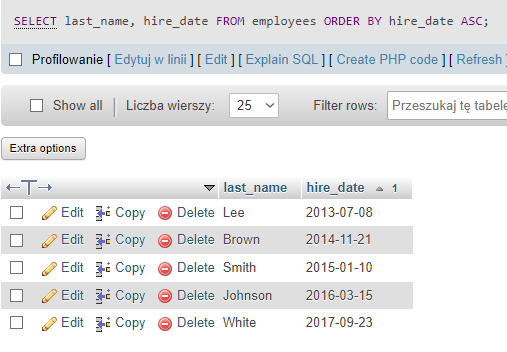 SELECT last_name, hire_date FROM employees ORDER BY hire_date ASC;
Profilowanie [ Edytuj w linii ] [ Edit ] [ Explain SQL ] [ Create PHP code ] [ Refresh ]
Show all Liczba wierszy: 25 Filter rows: Przeszukaj tę tabelę
Extra options
last_name hire_date 1
Edit Copy Delete Lee 2013-07-08
Edit Copy Delete Brown 2014-11-21
Edit Copy Delete Smith 2015-01-10
Edit Copy Delete Johnson 2016-03-15
Edit Copy Delete White 2017-09-23